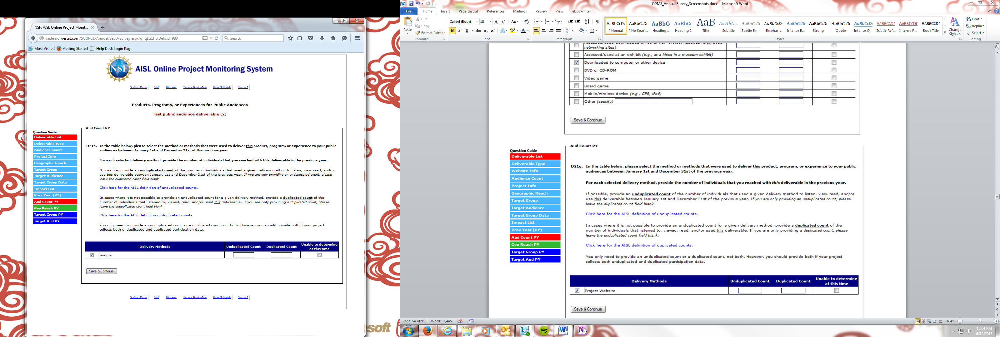 NSF: AISL Online Project Monit...
isedemo.westat.com/SOURCE/Annual/SecD/Survey.aspx?q=qD21h&DelivId=980
Search
Most Visited Getting Started Help Desk Login Page
NSF AISL Online Project Monitoring System
Section Menu Print Glossary Survey Navigation Help Materials Sign out
Products, Programs, or Experiences for Public Audiences
Test public audeince deliverable (2)
Question Guide
Deliverable List
Deliverable Type
Audience Count
Project Info
Geographic Reach
Target Group
Target Audience
Target Group Data
Impact List
Prev Year (PY)
Aud Count PY
Geo Reach PY
Target Group PY
Target Aud PY
Aud Count PY
D21h. In the table below, please select the method or methods that were used to deliver this product, program, or experience to your public
audiences between January 1st and December 31st of the previous year.
For each selected delivery method, provide the number of individuals that you reached with this deliverable in the previous year.
If possible, provide an unduplicated count of the number of individuals that used a given delivery method to listen, view, read, and/or
use this deliverable between January 1st and December 31st of the previous year. If you are only providing an unduplicated count, please
leave the duplicated count field blank.
Click here for the AISL definition of unduplicated counts.
In cases where it is not possible to provide an unduplicated count for a given delivery method, provide a duplicated count of the
number of individuals that listened to, viewed, read, and/or used this deliverable. If you are only providing a duplicated count, please
leave the unduplicated count field blank.
Click here for the AISL definition of duplicated counts.
You only need to provide an unduplicated count or a duplicated count, not both. However, you should provide both if your project
collects both unduplicated and duplicated participation data.
Delivery Methods Unduplicated Count Duplicated Count Unable to determine
at this time
Sample
Save & Continue
Section Menu Print Glossary Survey Navigation Help Materials Sign out
soft
OPMS_Annual Survey_Screenshots.docx - Microsoft Word
File Home Insert Page Layout References Mailings Review View eDocPrinter
Paste
Cut
Copy
Format Painter
Clipboard
Calibri (Body) 18
Font
Paragraph
AaBbCcDc AaBbCcDc AaBbC AaBbCc AaB AaBbCc. AaBbCcDc AaBbCcDc AaBbCcDc AaBbCcDc AaBbCcDc AaBbCcDc AaBbCcDc AaBbCcDc AaBbCcDc
¶ Normal ¶ No Spaci... Heading 1 Heading 2 Title Subtitle Subtle Em... Emphasis Intense E... Strong Quote Intense Q... Subtle Ref... Intense R... Book Title
Styles
Change
Styles
Find
Replace
Select
Editing
Accessed/used/downloaded on other non-project websites (e.g., social
networking sites)
Accessed/used at an exhibit (e.g., at a kiosk in a museum exhibit)
Downloaded to computer or other device
DVD or CD-ROM
Video game
Board game
Mobile/wireless device (e.g., GPS, iPad)
Other (specify)
Save & Continue
Question Guide
Deliverable List
Deliverable Type
Website Info
Audience Count
Project Info
Geographic Reach
Target Group
Target Audience
Target Group Data
Impact List
Prev Year (PY)
Aud Count PY
Geo Reach PY
Target Group PY
Target Aud PY
Aud Count PY
D21g. In the table below, please select the method or methods that were used to deliver this product, program, or experience to your public
audiences between January 1st and December 31st of the previous year.
For each selected delivery method, provide the number of individuals that you reached with this deliverable in the previous year.
If possible, provide an unduplicated count of the number of individuals that used a given delivery method to listen, view, read, and/or
use this deliverable between January 1st and December 31st of the previous year. If you are only providing an unduplicated count, please
leave the duplicated count field blank.
Click here for the AISL definition of unduplicated counts.
In cases where it is not possible to provide an unduplicated count for a given delivery method, provide a duplicated count of the
number of individuals that listened to, viewed, read, and/or used this deliverable. If you are only providing a duplicated count, please
leave the unduplicated count field blank.
Click here for the AISL definition of duplicated counts.
You only need to provide an unduplicated count or a duplicated count, not both. However, you should provide both if your project
collects both unduplicated and duplicated participation data.
Delivery Methods Unduplicated Count Duplicated Count Unable to determine
at this time
Project Website
Save & Continue
Page: 54 of 91 Words: 1,445
164%
12:04 PM
6/12/2015